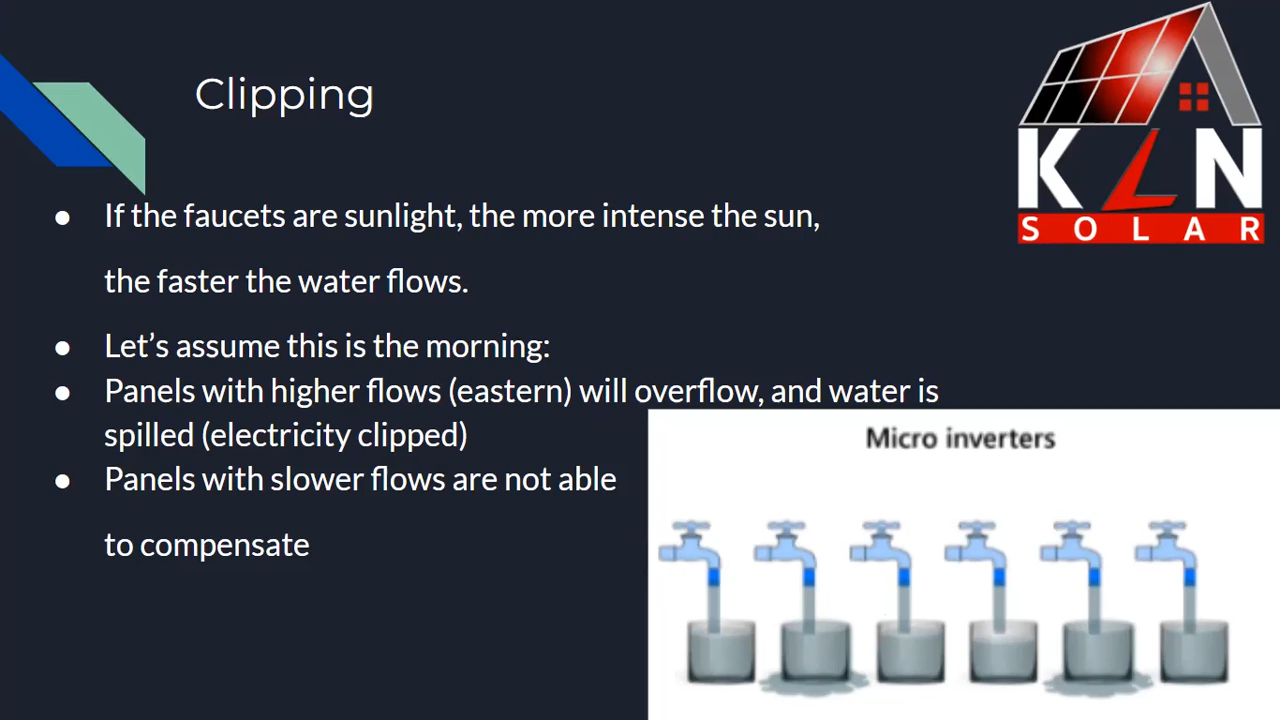 Clipping
KZN
SOLAR
● If the faucets are sunlight, the more intense the sun,
the faster the water flows.
● Let’s assume this is the morning:
● Panels with higher flows (eastern) will overflow, and water is
spilled (electricity clipped)
● Panels with slower flows are not able
to compensate
Micro inverters